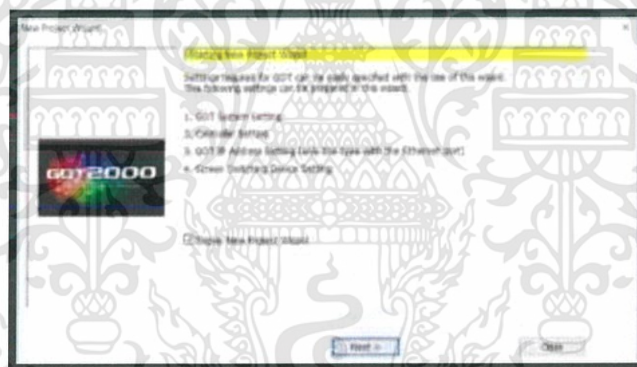 New Project Wizard
Starting New Project Wizard
Settings required for GOT can be easily specified with the use of this wizard.
The following settings can be prepared in this wizard.
1. GOT System Setting
2. Controller Setting
3. GOT IP Address Setting (only the type with the Ethernet port)
4. Screen Switching Device Setting
GOT2000
Display New Project Wizard
Next >